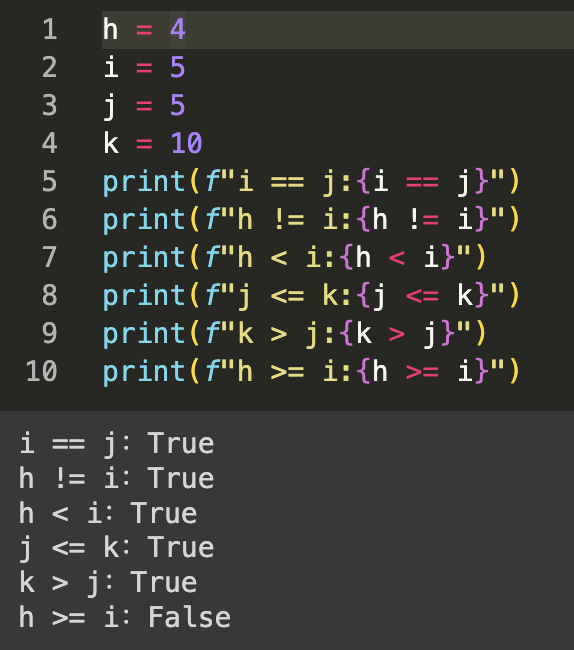 1 h = 4
2 i = 5
3 j = 5
4 k = 10
5 print(f"i == j:{i == j}")
6 print(f"h != i:{h != i}")
7 print(f"h < i:{h < i}")
8 print(f"j <= k:{j <= k}")
9 print(f"k > j:{k > j}")
10 print(f"h >= i:{h >= i}")
i == j: True
h != i: True
h < i: True
j <= k: True
k > j: True
h >= i: False